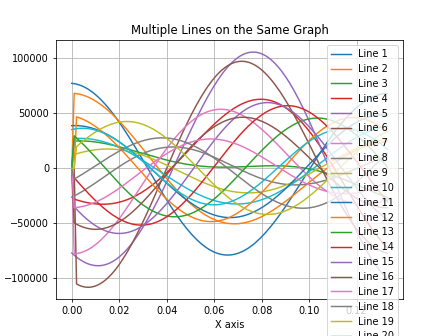 Multiple Lines on the Same Graph
100000
50000
0
−50000
−100000
0.00
0.02
0.04
0.06
0.08
0.10
X axis
Line 1
Line 2
Line 3
Line 4
Line 5
Line 6
Line 7
Line 8
Line 9
Line 10
Line 11
Line 12
Line 13
Line 14
Line 15
Line 16
Line 17
Line 18
Line 19
Line 20